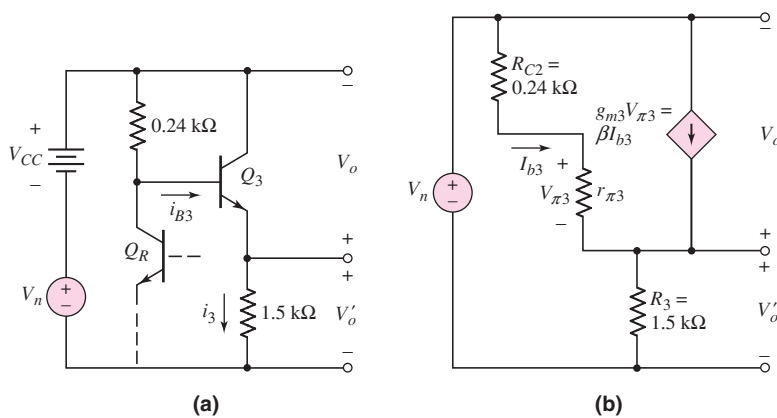 +
V_CC
−
V_n
+
−
0.24 kΩ
i_B3
Q_3
Q_R
i_3
1.5 kΩ
−
V_o
+
+
V′_o
−
(a)
V_n
+
−
R_C2 =
0.24 kΩ
I_b3
+
V_π3
−
r_π3
g_m3V_π3 =
βI_b3
R_3 =
1.5 kΩ
−
+
+
V′_o
−
(b)